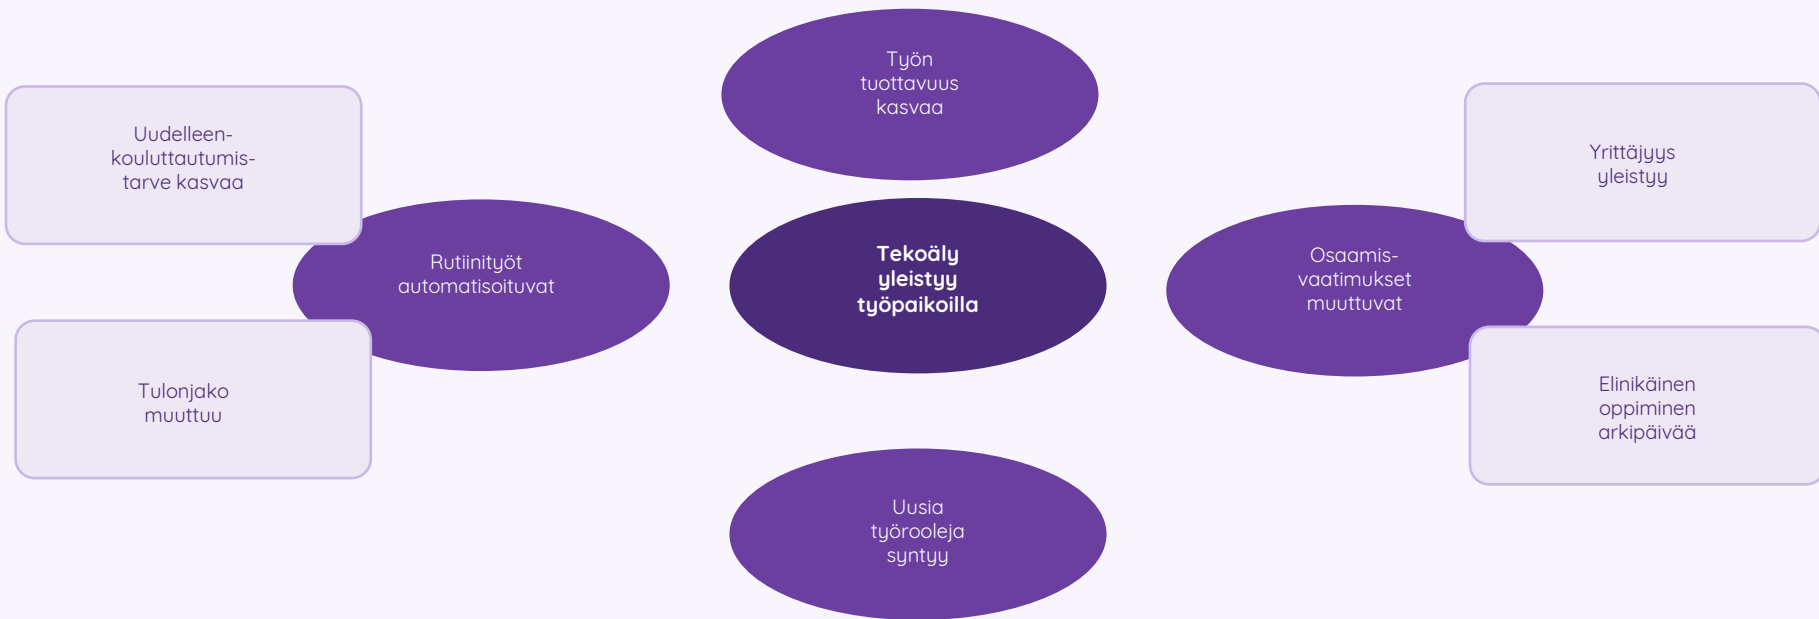 Työn
tuottavuus
kasvaa
Uudelleen-
kouluttautumis-
tarve kasvaa
Yrittäjyys
yleistyy
Rutiinityöt
automatisoituvat
Tekoäly
yleistyy
työpaikoilla
Osaamis-
vaatimukset
muuttuvat
Tulonjako
muuttuu
Elinikäinen
oppiminen
arkipäivää
Uusia
työrooleja
syntyy